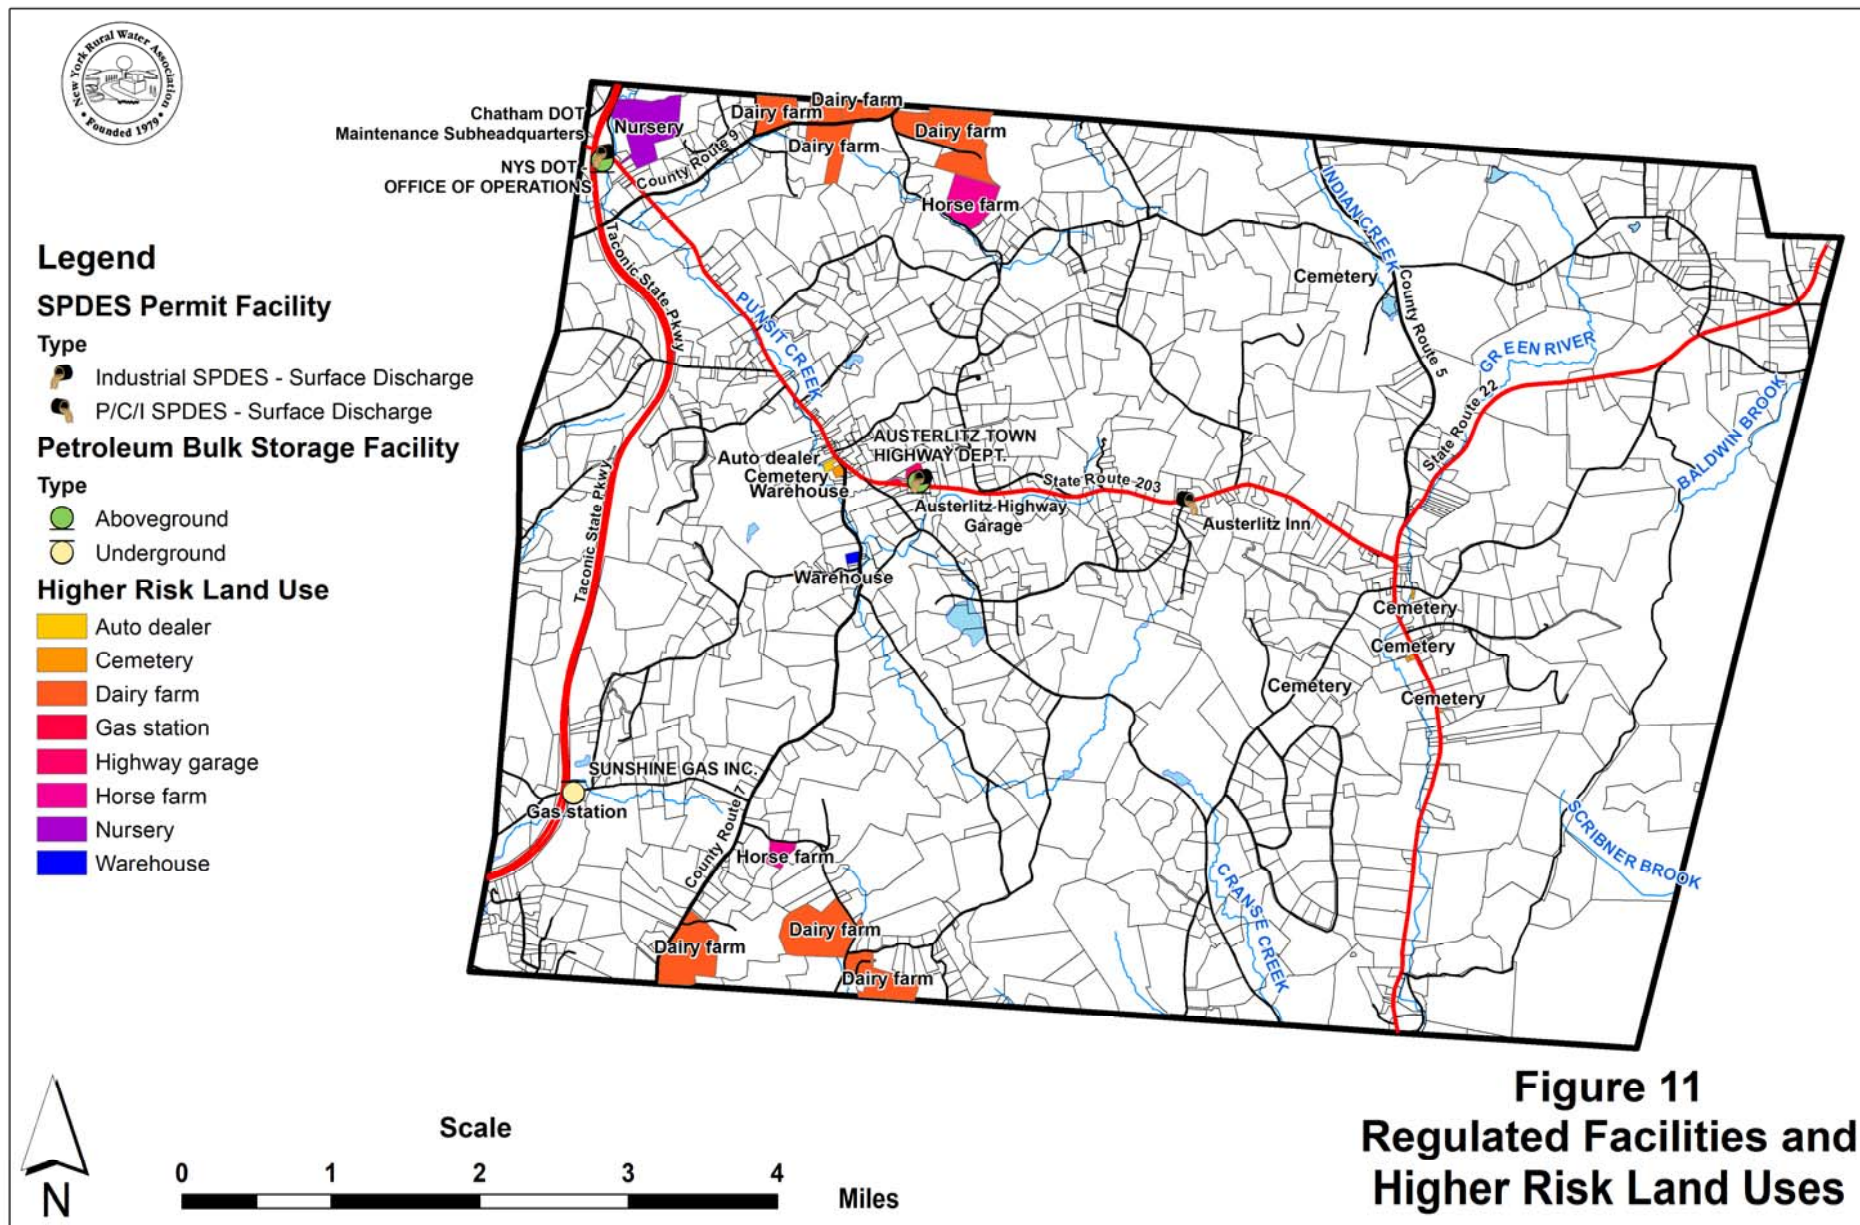 New York Rural Water Association
• Founded 1979 •
Legend
SPDES Permit Facility
Type
Industrial SPDES - Surface Discharge
P/C/I SPDES - Surface Discharge
Petroleum Bulk Storage Facility
Type
Aboveground
Underground
Higher Risk Land Use
Auto dealer
Cemetery
Dairy farm
Gas station
Highway garage
Horse farm
Nursery
Warehouse
Chatham DOT
Maintenance Subheadquarters
NYS DOT -
OFFICE OF OPERATIONS
Nursery
County Route 9
Dairy farm
Dairy farm
Dairy farm
Dairy farm
Horse farm
Taconic State Pkwy
PUNSIT CREEK
INDIAN CREEK
Cemetery
County Route 5
GREEN RIVER
State Route 22
BALDWIN BROOK
Auto dealer
Cemetery
Warehouse
AUSTERLITZ TOWN
HIGHWAY DEPT.
State Route 203
Austerlitz Highway
Garage
Austerlitz Inn
Taconic State Pkwy
Warehouse
Cemetery
Cemetery
Cemetery
Cemetery
SUNSHINE GAS INC.
Gas station
County Route 7
Horse farm
Dairy farm
Dairy farm
Dairy farm
CRANSE CREEK
SCRIBNER BROOK
N
Scale
0 1 2 3 4
Miles
Figure 11
Regulated Facilities and
Higher Risk Land Uses